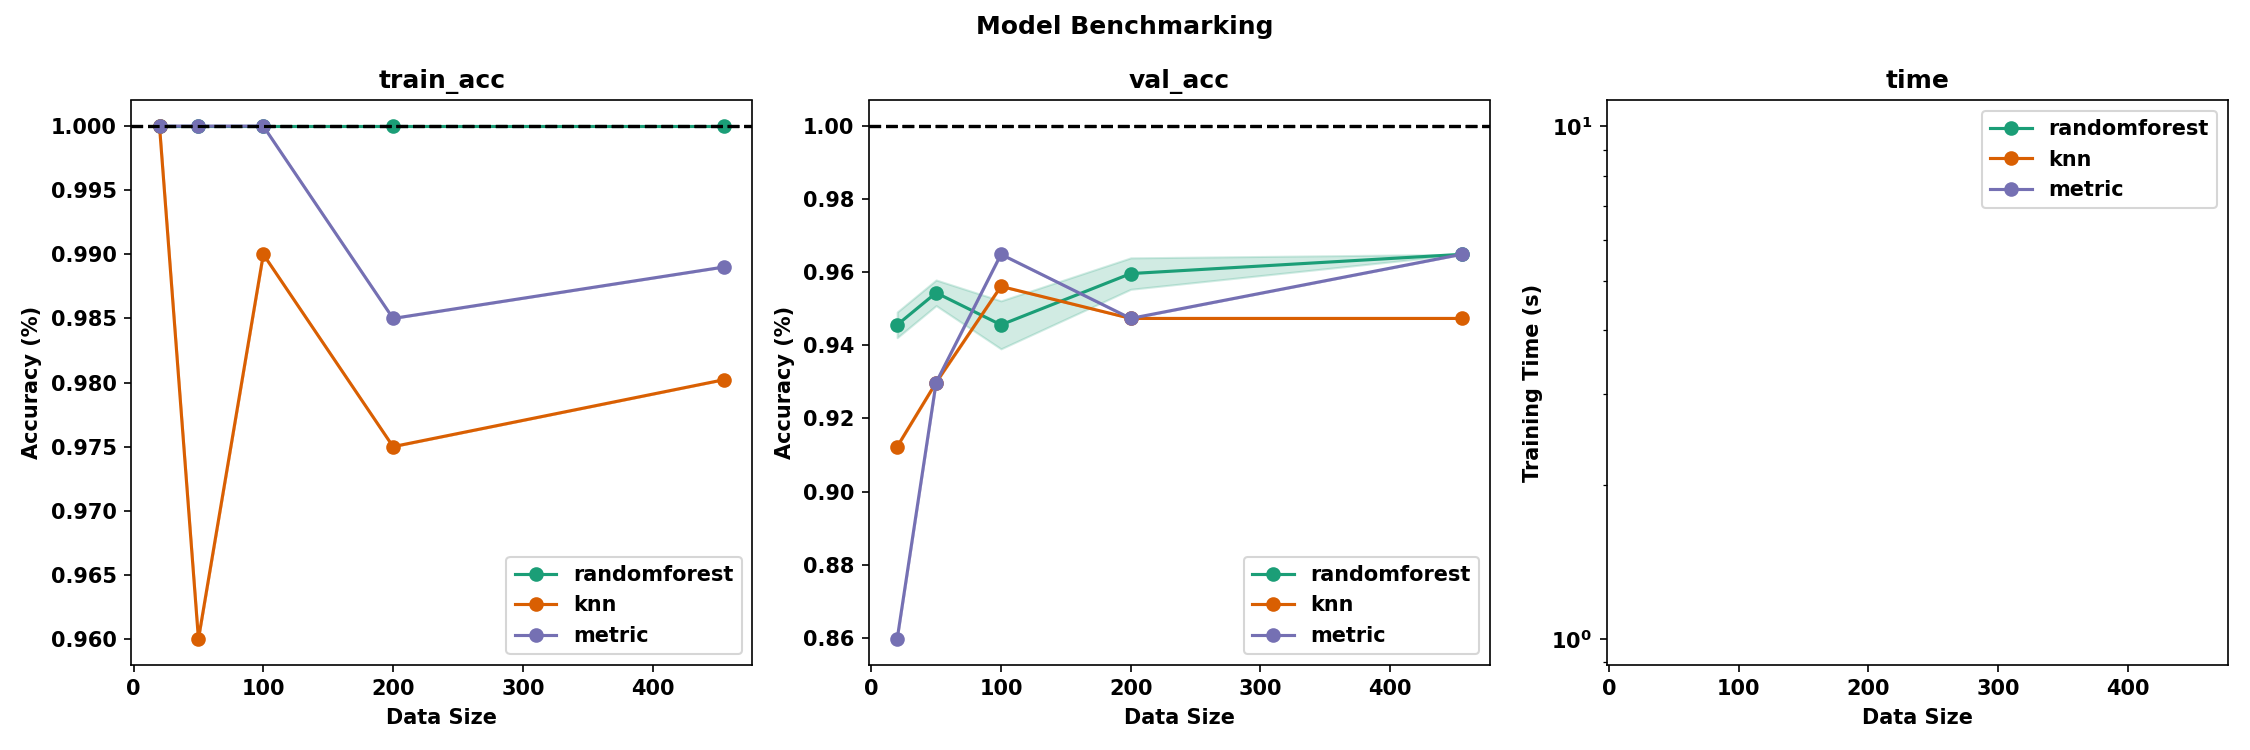 Model Benchmarking
train_acc
Accuracy (%)
1.000
0.995
0.990
0.985
0.980
0.975
0.970
0.965
0.960
0 100 200 300 400
Data Size
randomforest
knn
metric
val_acc
Accuracy (%)
1.00
0.98
0.96
0.94
0.92
0.90
0.88
0.86
0 100 200 300 400
Data Size
randomforest
knn
metric
time
Training Time (s)
10¹
10⁰
0 100 200 300 400
Data Size
randomforest
knn
metric